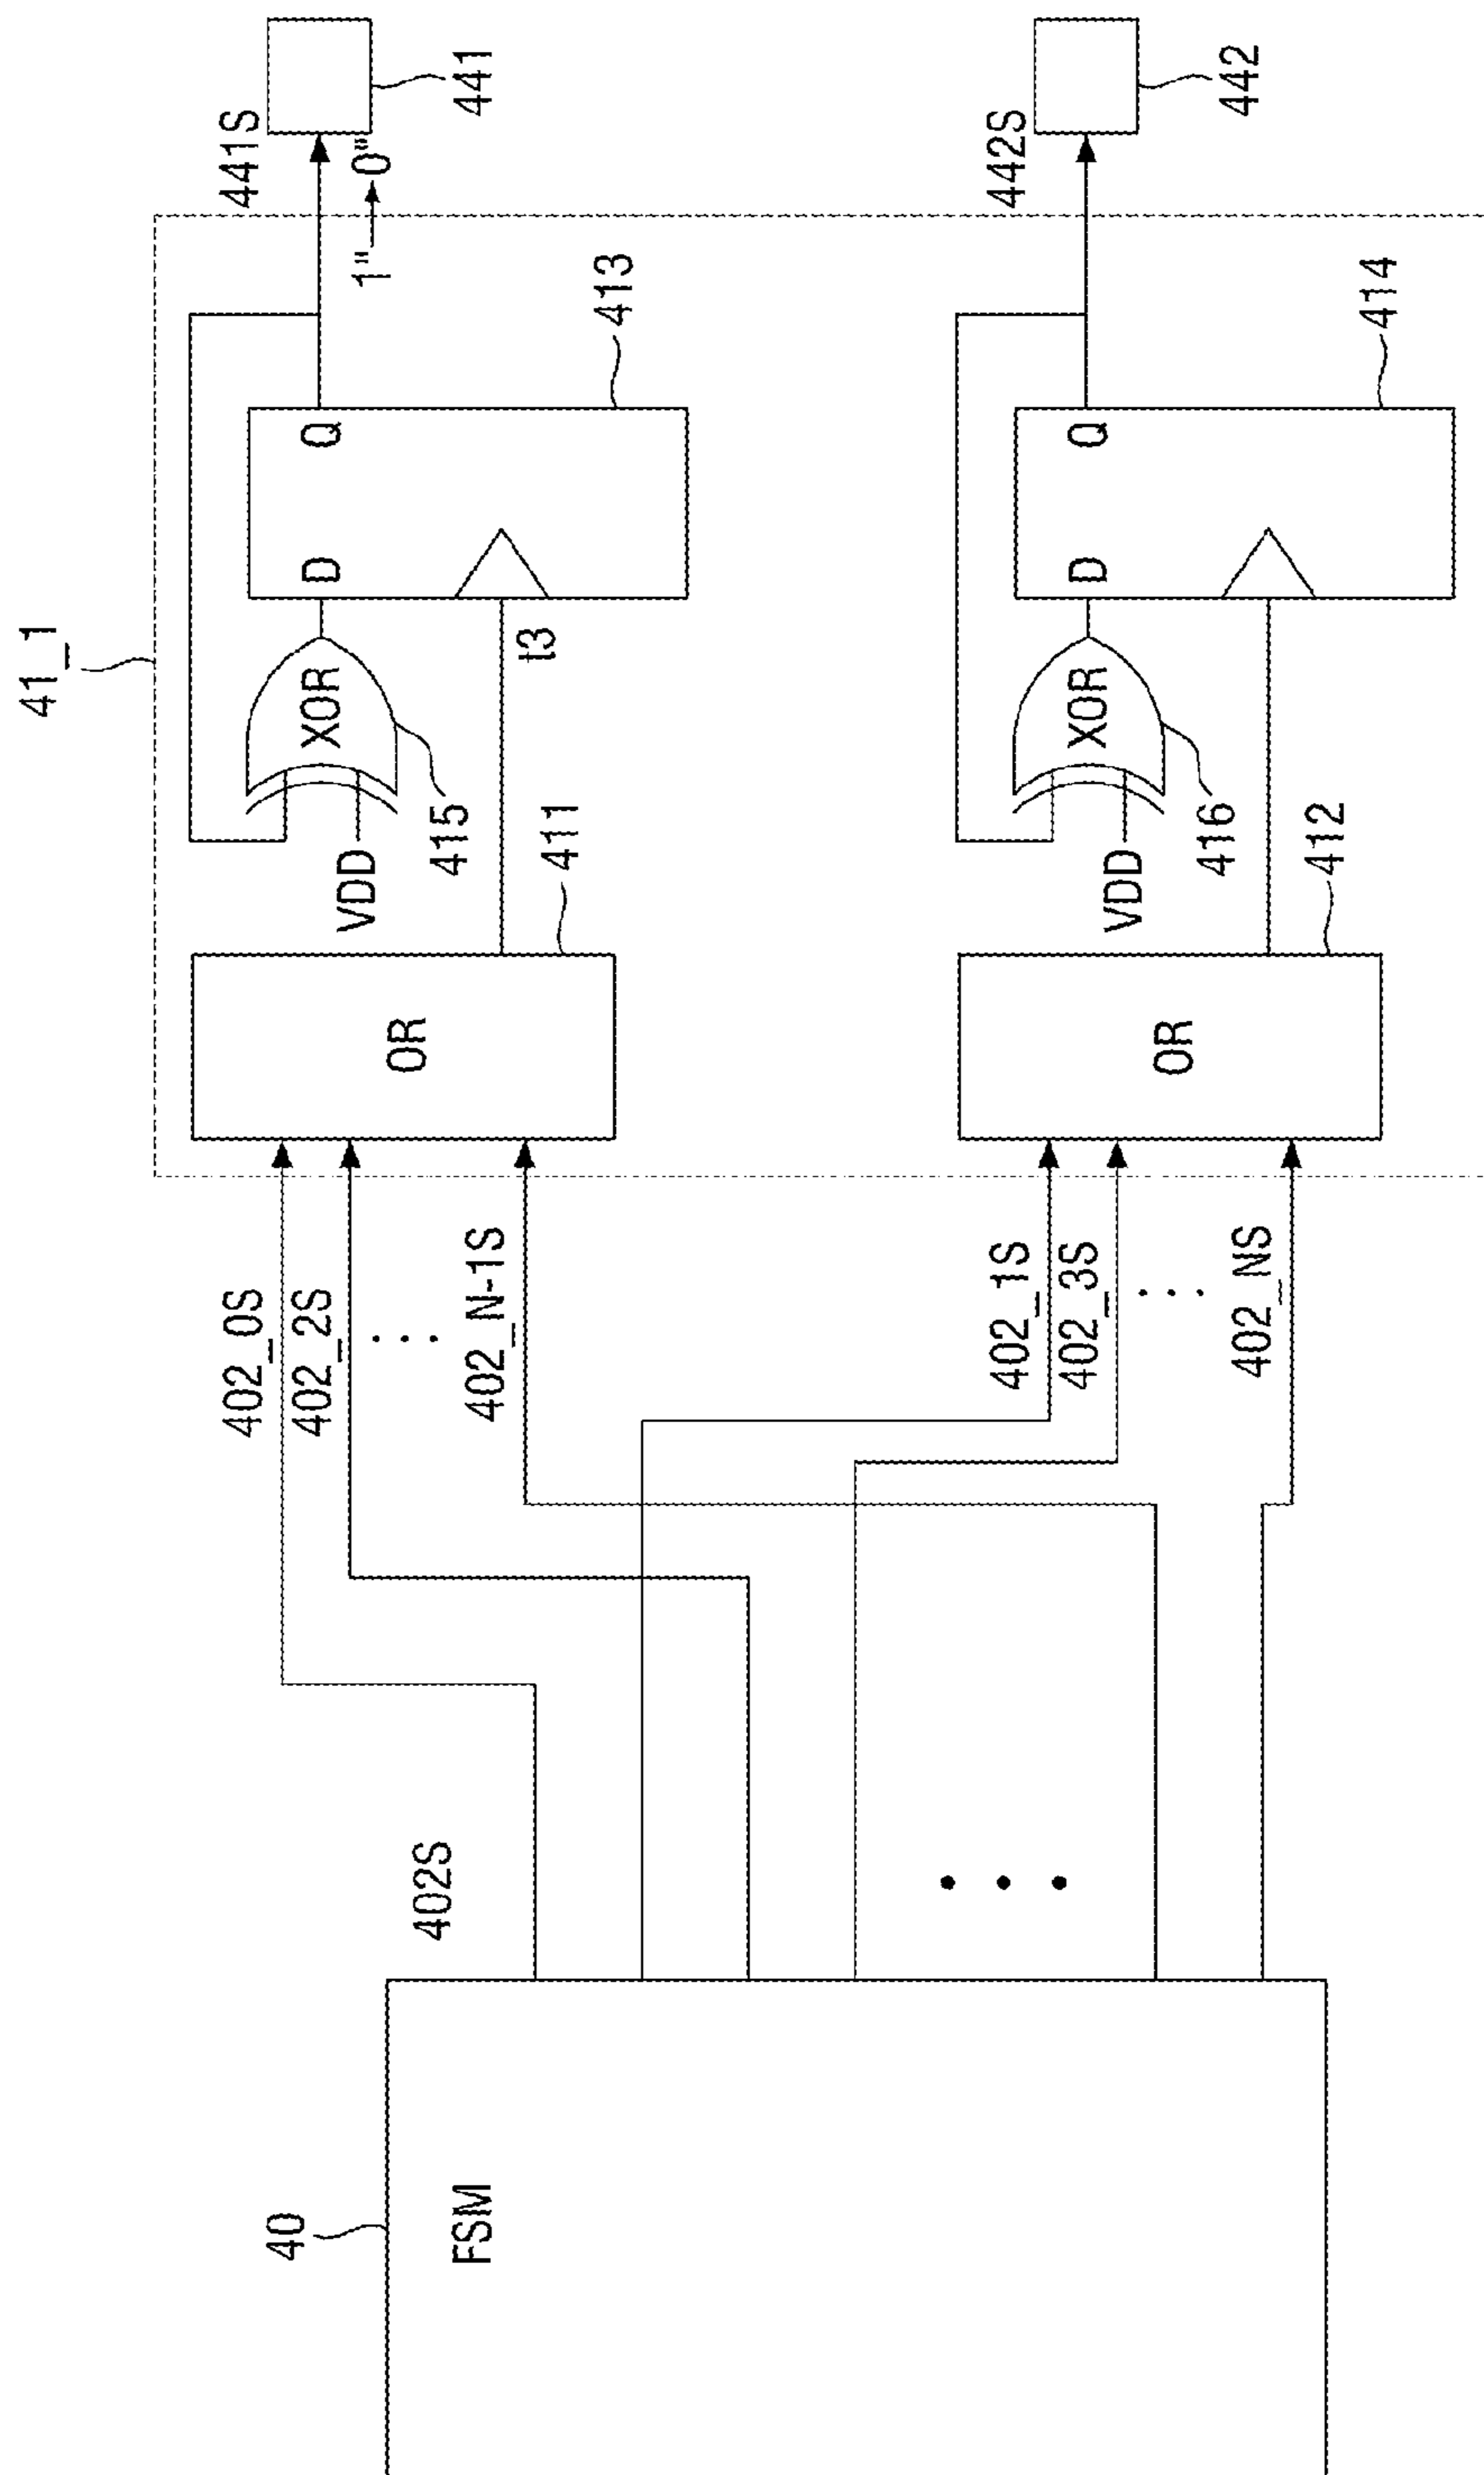 40
FSM
402S
402_0S
402_2S
402_N-1S
402_1S
402_3S
402_NS
41_1
OR
411
VDD
XOR
415
t3
D
Q
413
441S
1" 0"
441
OR
412
VDD
XOR
416
D
Q
414
442S
442